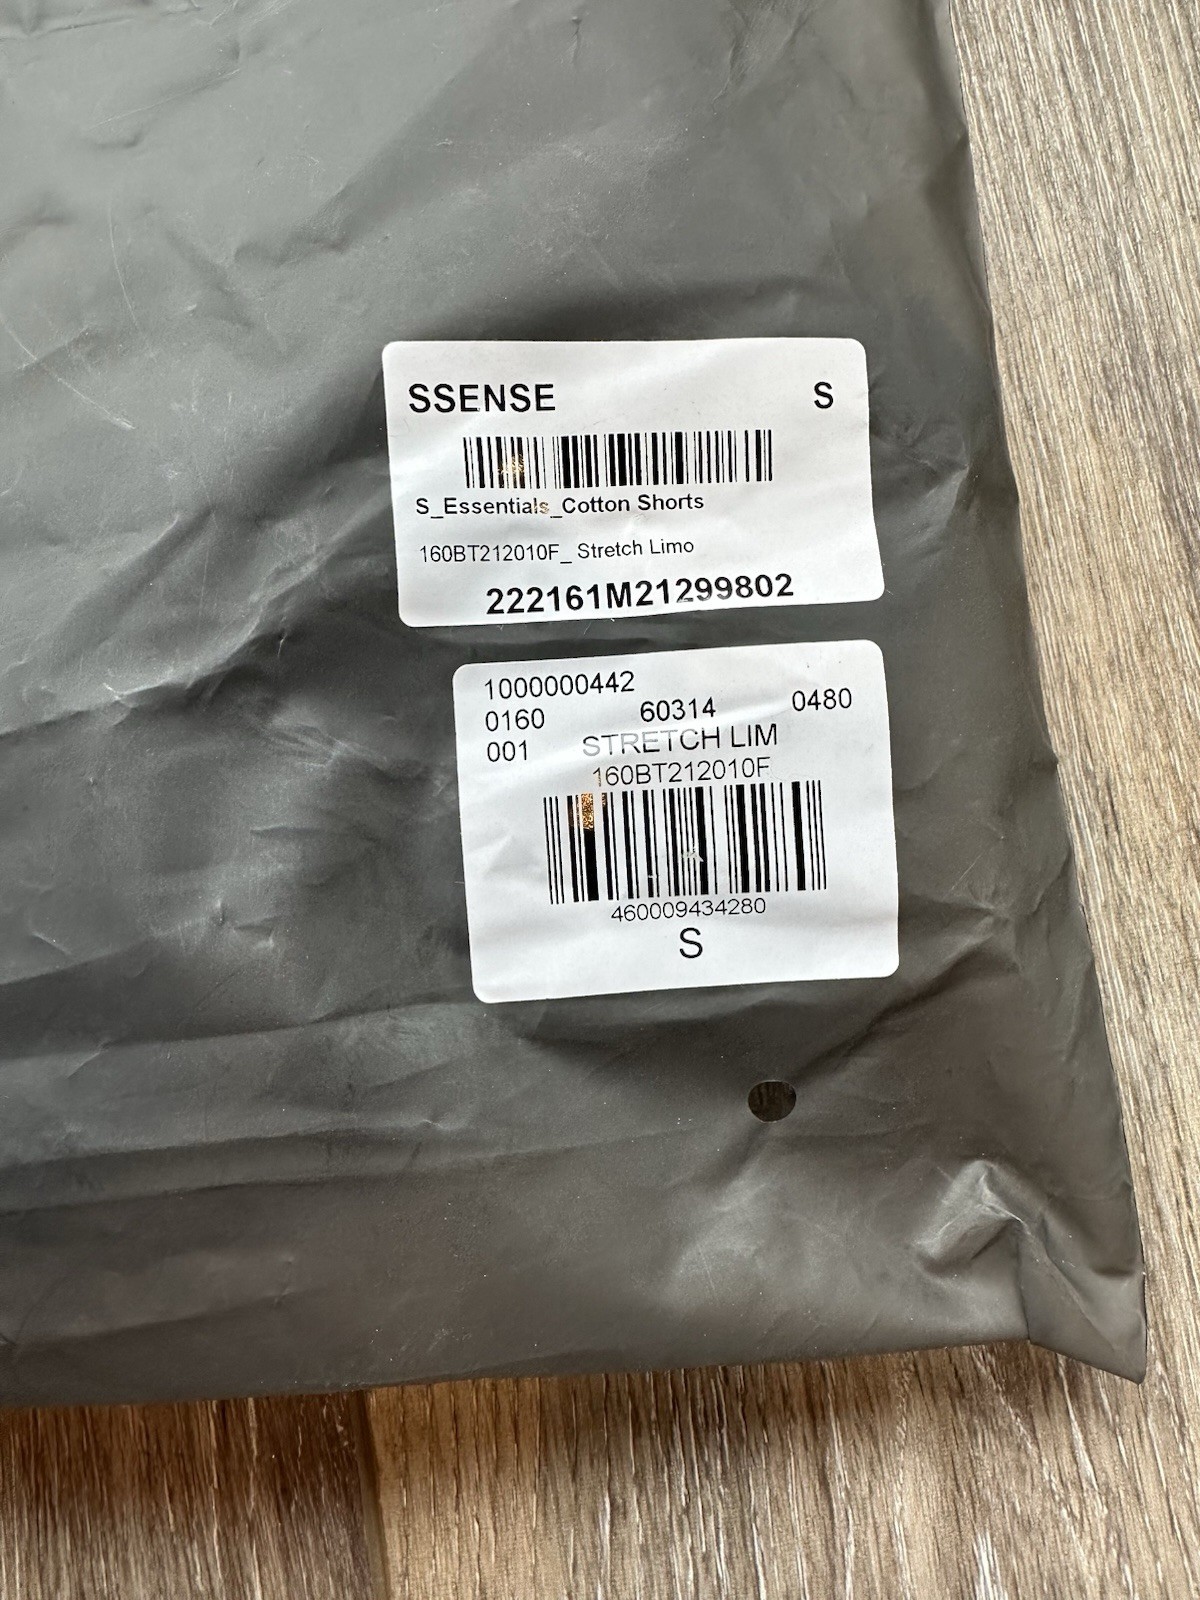 SSENSE S
S_Essentials_Cotton Shorts
160BT212010F_ Stretch Limo
222161M21299802
1000000442
0160 60314 0480
001 STRETCH LIM
160BT212010F
460009434280
S